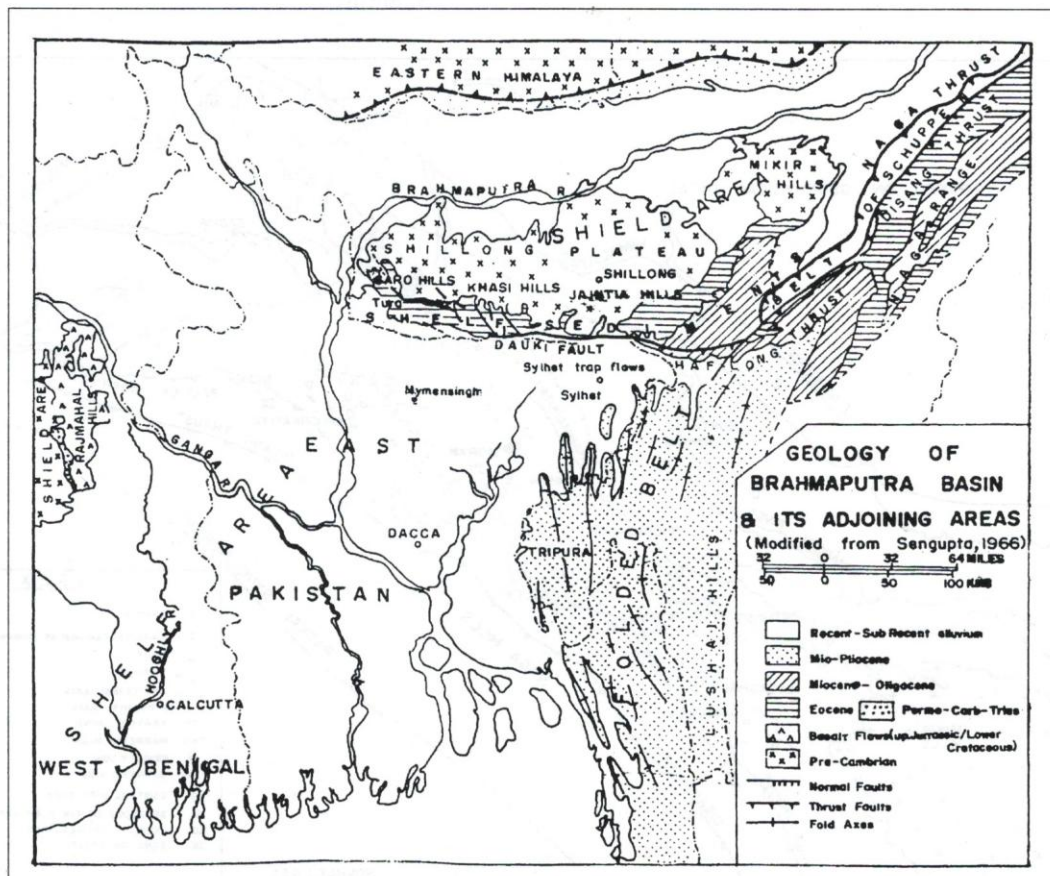 EASTERN HIMALAYA
NAGA THRUST
BELT OF SCHUPPEN
DISANG THRUST
NAGA RANGE
MIKIR HILLS
BRAHMAPUTRA R
SHIELD AREA
SHILLONG PLATEAU
SHILLONG
GARO HILLS
KHASI HILLS
JAINTIA HILLS
Tura
SHELF SED
DAUKI FAULT
HAFLONG THRUST
Sylhet trap flows
Sylhet
Mymensingh
SHIELD AREA
RAJMAHAL HILLS
GANGA R
EAST
PAKISTAN
DACCA
TRIPURA
FOLDED BELT
LUSHAI HILLS
SHELF AREA
HOOGHLY R
CALCUTTA
WEST BENGAL
GEOLOGY OF
BRAHMAPUTRA BASIN
& ITS ADJOINING AREAS
(Modified from Sengupta, 1966)
32 0 32 64 MILES
50 0 50 100 KMS
Recent-Sub Recent alluvium
Mio-Pliocene
Miocene-Oligocene
Eocene
Permo-Carb-Trias
Basalt Flows (up. Jurrassic/Lower
Cretaceous)
Pre-Cambrian
Normal Faults
Thrust Faults
Fold Axes